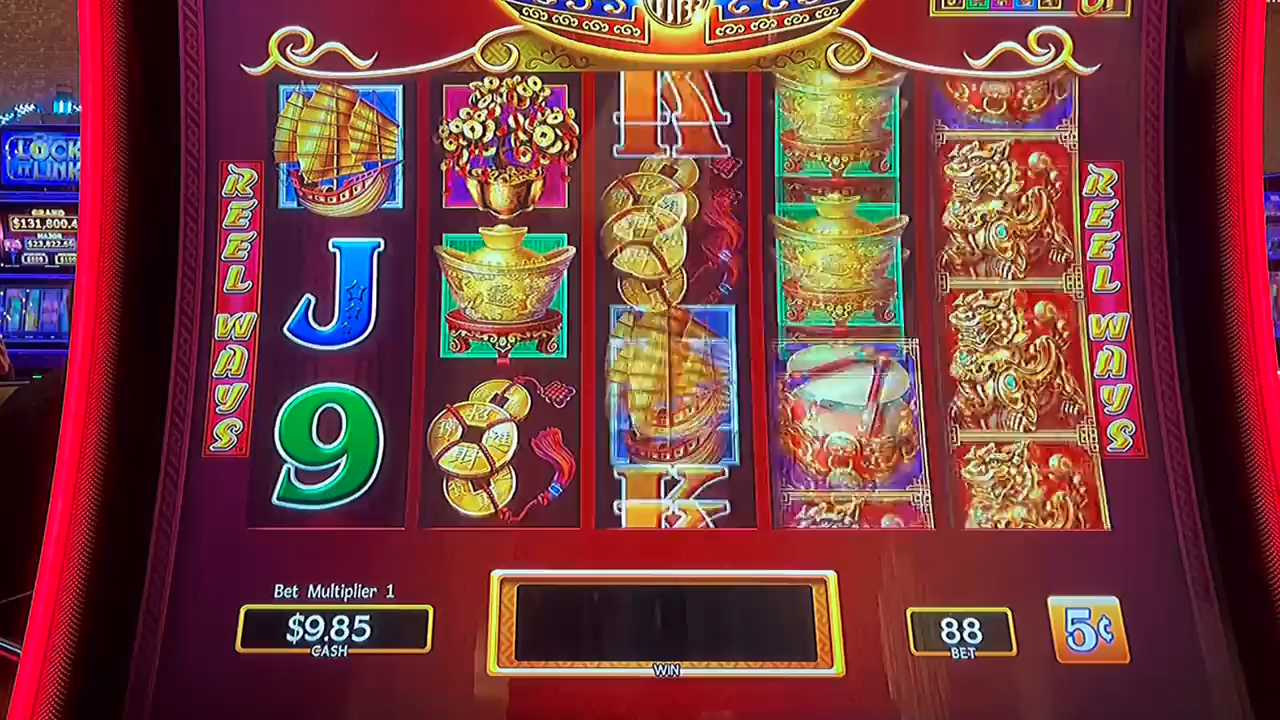 LOCK
IT LINK
GRAND
$131,800.4
MAJOR
$23,822.65
REEL WAYS
J
9
K
K
REEL WAYS
Bet Multiplier 1
$9.85
CASH
WIN
88
BET
5¢